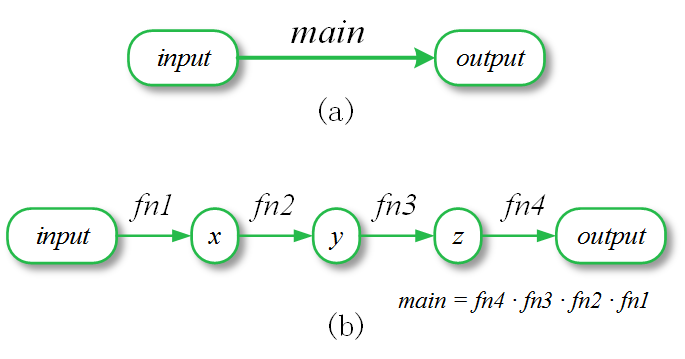 main
input output
(a)
fn1 fn2 fn3 fn4
input x y z output
main = fn4 · fn3 · fn2 · fn1
(b)